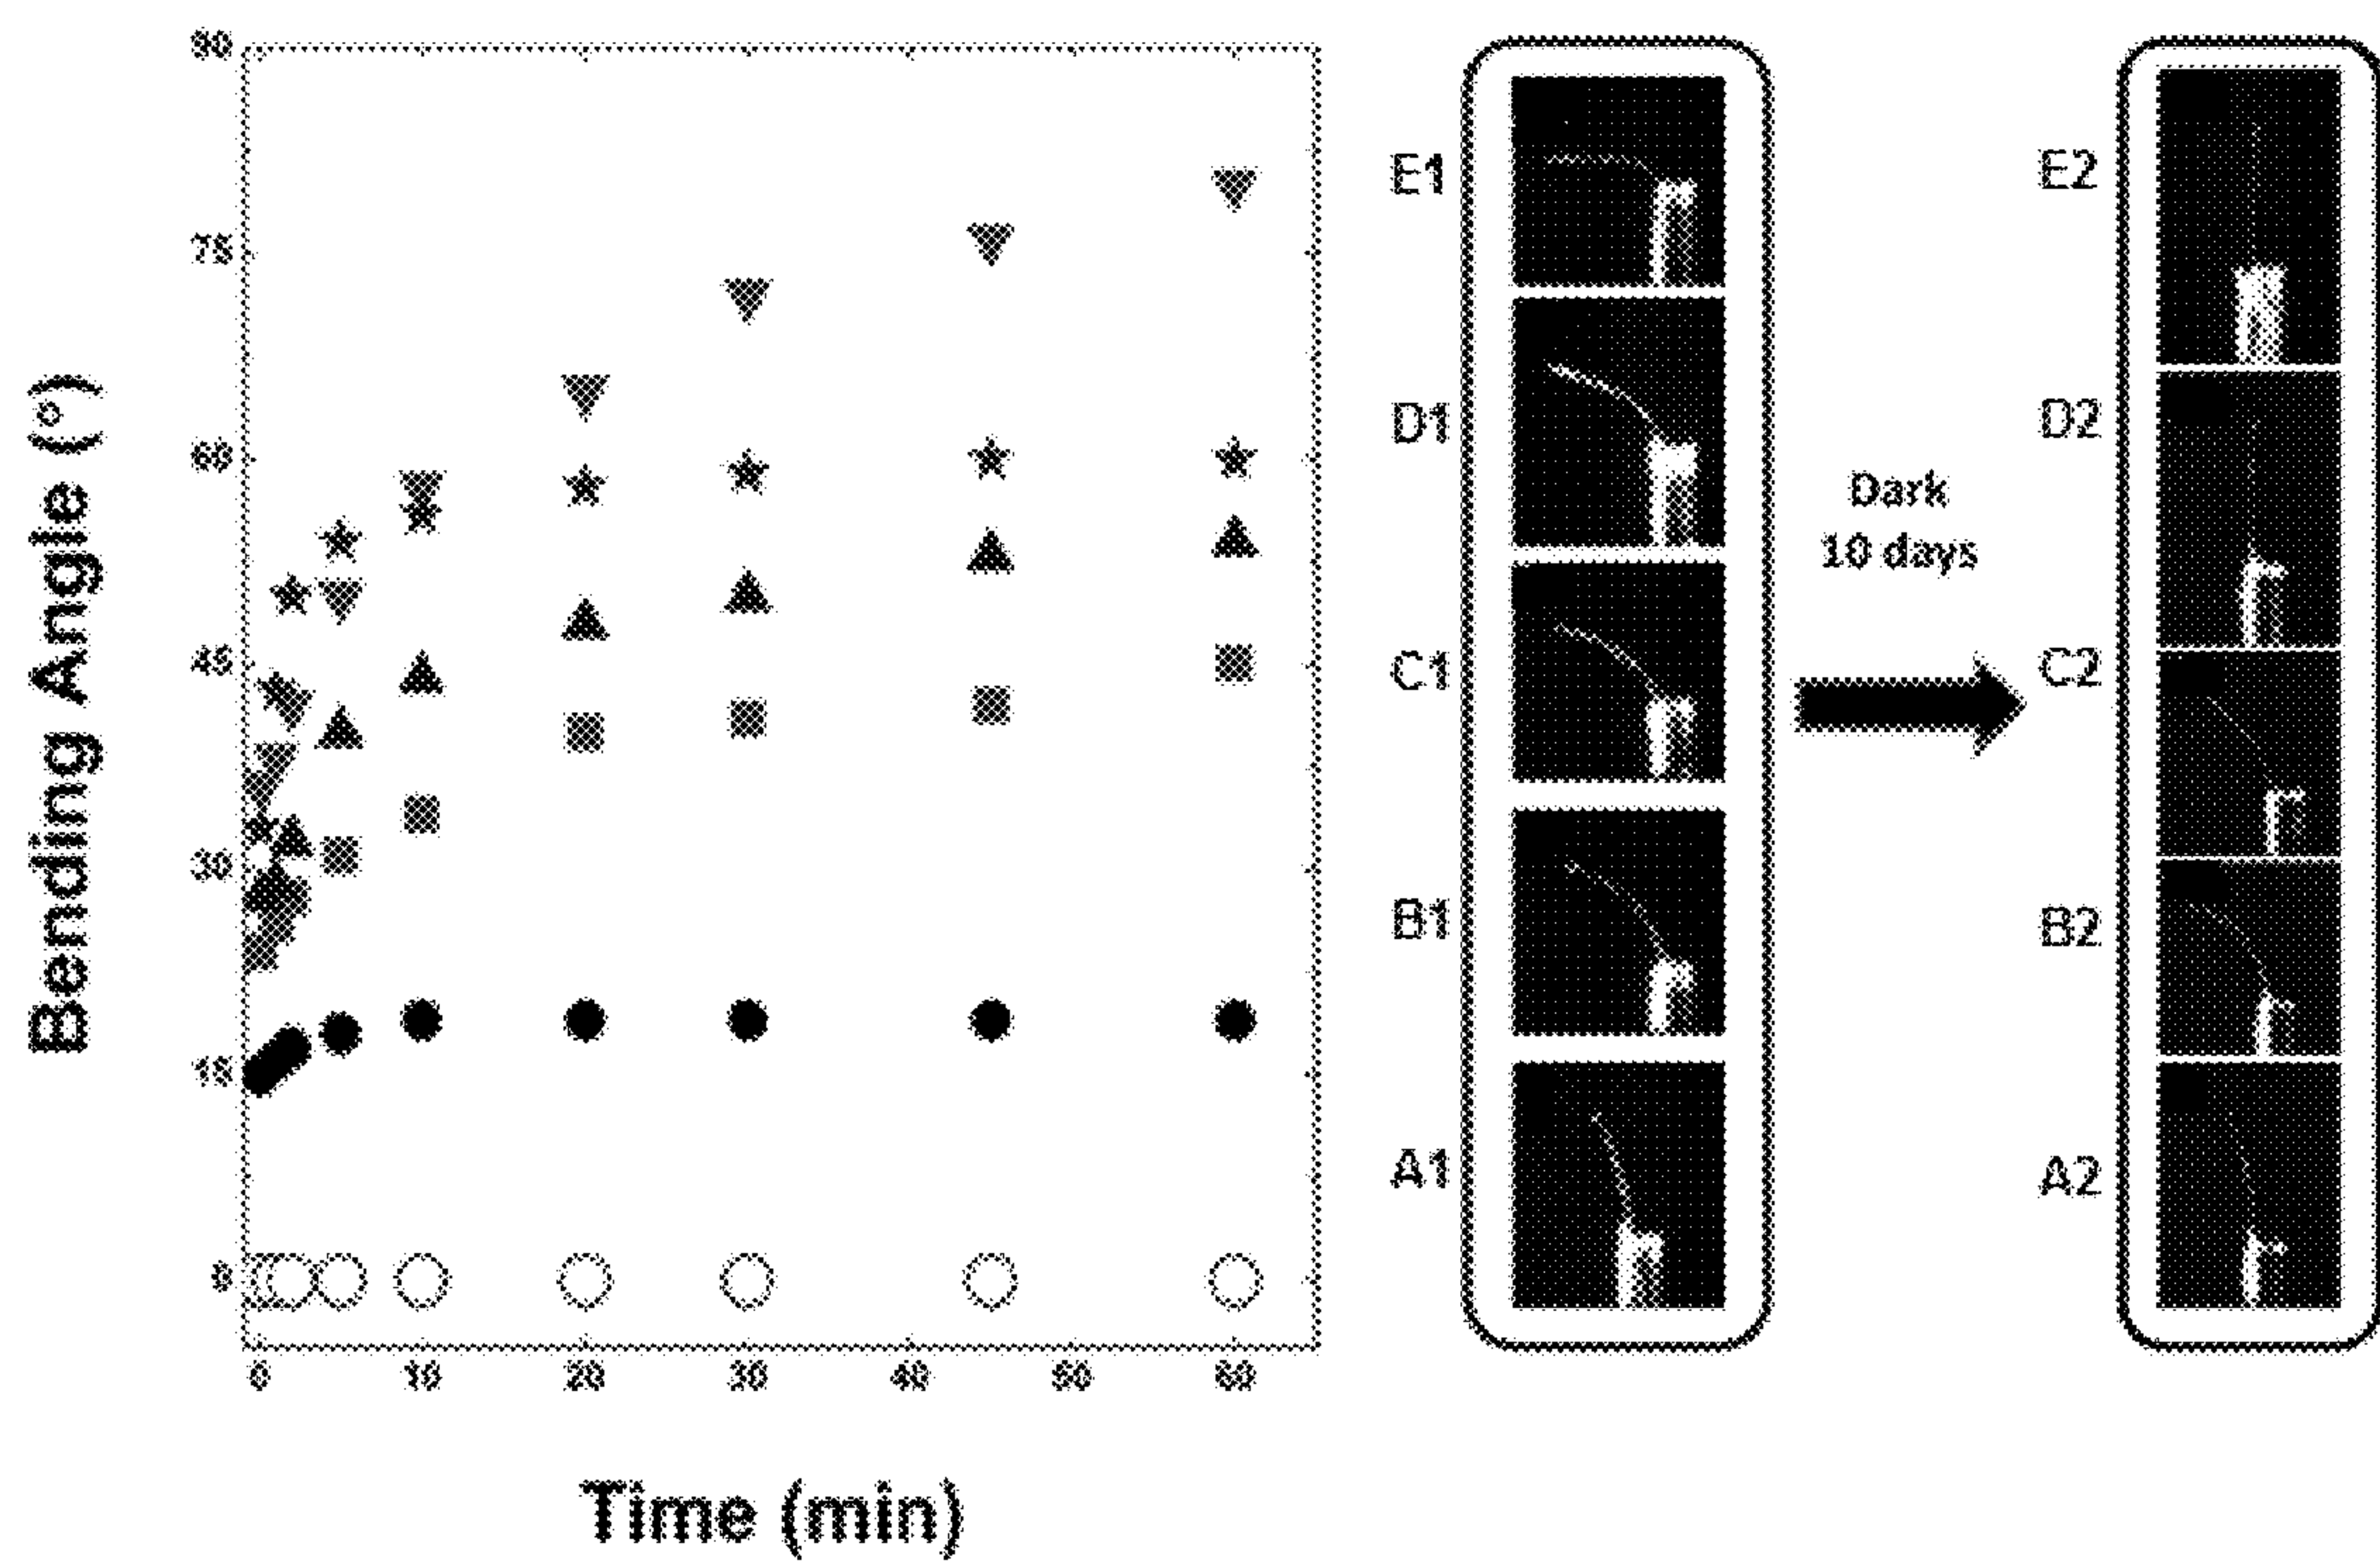 Bending Angle (°)
90
75
60
45
30
15
0
0 10 20 30 40 50 60
Time (min)
E1
D1
C1
B1
A1
Dark
10 days
E2
D2
C2
B2
A2